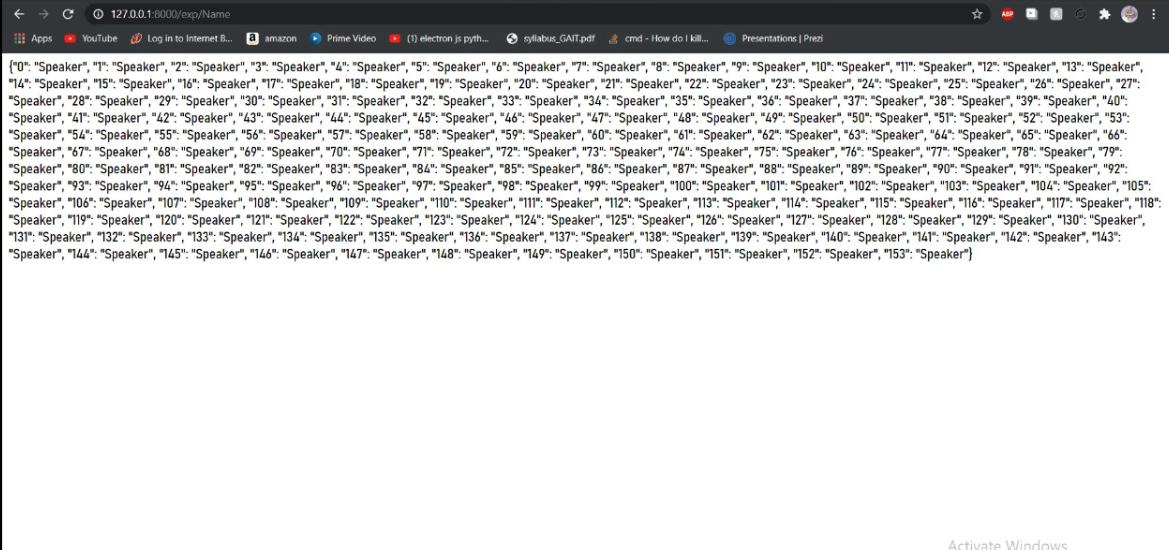 127.0.0.1:8000/exp/Name
ABP
Apps YouTube Log in to Internet B... amazon Prime Video (1) electron js pyth... syllabus_GAIT.pdf cmd - How do I kill... Presentations | Prezi
{"0": "Speaker", "1": "Speaker", "2": "Speaker", "3": "Speaker", "4": "Speaker", "5": "Speaker", "6": "Speaker", "7": "Speaker", "8": "Speaker", "9": "Speaker", "10": "Speaker", "11": "Speaker", "12": "Speaker", "13": "Speaker",
"14": "Speaker", "15": "Speaker", "16": "Speaker", "17": "Speaker", "18": "Speaker", "19": "Speaker", "20": "Speaker", "21": "Speaker", "22": "Speaker", "23": "Speaker", "24": "Speaker", "25": "Speaker", "26": "Speaker", "27":
"Speaker", "28": "Speaker", "29": "Speaker", "30": "Speaker", "31": "Speaker", "32": "Speaker", "33": "Speaker", "34": "Speaker", "35": "Speaker", "36": "Speaker", "37": "Speaker", "38": "Speaker", "39": "Speaker", "40":
"Speaker", "41": "Speaker", "42": "Speaker", "43": "Speaker", "44": "Speaker", "45": "Speaker", "46": "Speaker", "47": "Speaker", "48": "Speaker", "49": "Speaker", "50": "Speaker", "51": "Speaker", "52": "Speaker", "53":
"Speaker", "54": "Speaker", "55": "Speaker", "56": "Speaker", "57": "Speaker", "58": "Speaker", "59": "Speaker", "60": "Speaker", "61": "Speaker", "62": "Speaker", "63": "Speaker", "64": "Speaker", "65": "Speaker", "66":
"Speaker", "67": "Speaker", "68": "Speaker", "69": "Speaker", "70": "Speaker", "71": "Speaker", "72": "Speaker", "73": "Speaker", "74": "Speaker", "75": "Speaker", "76": "Speaker", "77": "Speaker", "78": "Speaker", "79":
"Speaker", "80": "Speaker", "81": "Speaker", "82": "Speaker", "83": "Speaker", "84": "Speaker", "85": "Speaker", "86": "Speaker", "87": "Speaker", "88": "Speaker", "89": "Speaker", "90": "Speaker", "91": "Speaker", "92":
"Speaker", "93": "Speaker", "94": "Speaker", "95": "Speaker", "96": "Speaker", "97": "Speaker", "98": "Speaker", "99": "Speaker", "100": "Speaker", "101": "Speaker", "102": "Speaker", "103": "Speaker", "104": "Speaker", "105":
"Speaker", "106": "Speaker", "107": "Speaker", "108": "Speaker", "109": "Speaker", "110": "Speaker", "111": "Speaker", "112": "Speaker", "113": "Speaker", "114": "Speaker", "115": "Speaker", "116": "Speaker", "117": "Speaker", "118":
"Speaker", "119": "Speaker", "120": "Speaker", "121": "Speaker", "122": "Speaker", "123": "Speaker", "124": "Speaker", "125": "Speaker", "126": "Speaker", "127": "Speaker", "128": "Speaker", "129": "Speaker", "130": "Speaker",
"131": "Speaker", "132": "Speaker", "133": "Speaker", "134": "Speaker", "135": "Speaker", "136": "Speaker", "137": "Speaker", "138": "Speaker", "139": "Speaker", "140": "Speaker", "141": "Speaker", "142": "Speaker", "143":
"Speaker", "144": "Speaker", "145": "Speaker", "146": "Speaker", "147": "Speaker", "148": "Speaker", "149": "Speaker", "150": "Speaker", "151": "Speaker", "152": "Speaker", "153": "Speaker"}
Activate Windows